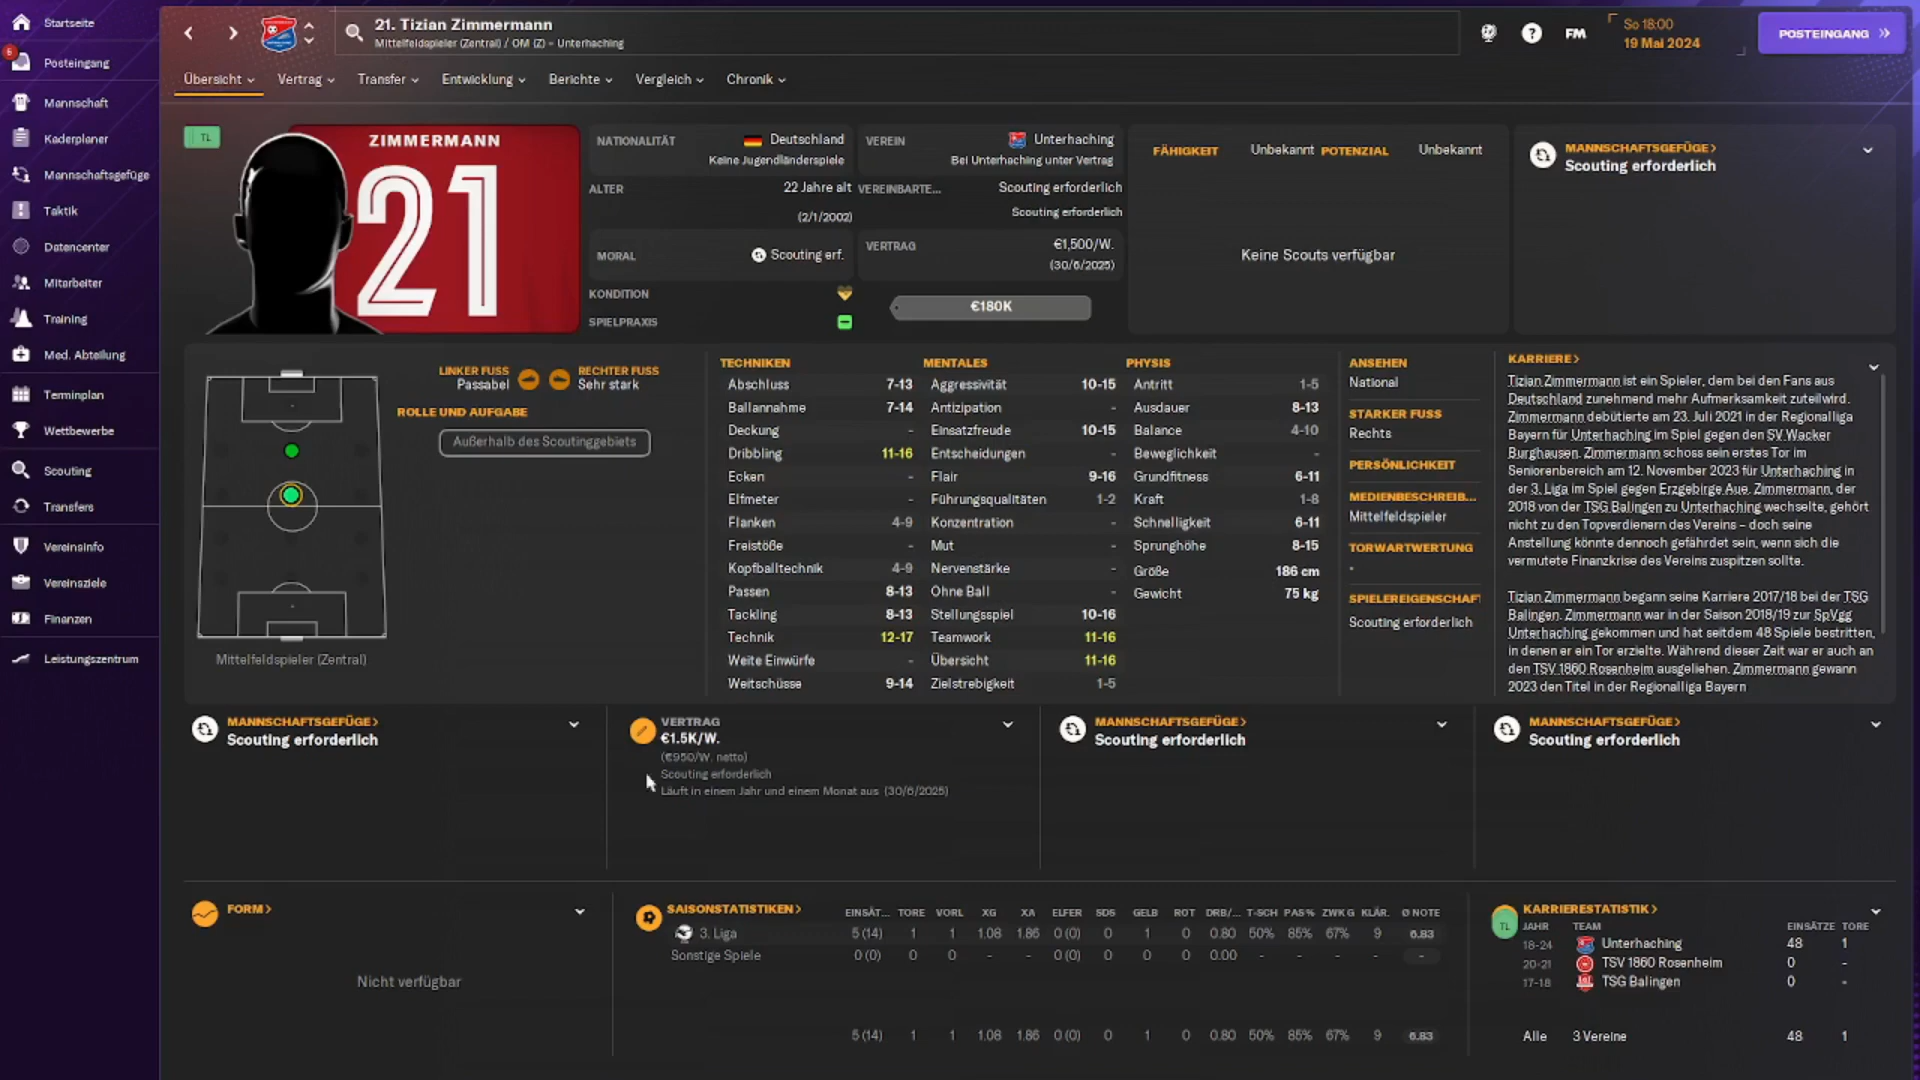 Startseite
6
Posteingang
Mannschaft
Kaderplaner
Mannschaftsgefüge
Taktik
Datencenter
Mitarbeiter
Training
Med. Abteilung
Terminplan
Wettbewerbe
Scouting
Transfers
Vereinsinfo
Vereinsziele
Finanzen
Leistungszentrum
21. Tizian Zimmermann
Mittelfeldspieler (Zentral) / OM (Z) - Unterhaching
FM
So 18:00
19 Mai 2024
POSTEINGANG
Übersicht
Vertrag
Transfer
Entwicklung
Berichte
Vergleich
Chronik
TL
ZIMMERMANN
21
NATIONALITÄT
Deutschland
Keine Jugendländerspiele
ALTER
22 Jahre alt
(2/1/2002)
MORAL
Scouting erf.
KONDITION
SPIELPRAXIS
VEREIN
Unterhaching
Bei Unterhaching unter Vertrag
VEREINBARTE...
Scouting erforderlich
Scouting erforderlich
VERTRAG
€1,500/W.
(30/6/2025)
€180K
FÄHIGKEIT Unbekannt POTENZIAL Unbekannt
Keine Scouts verfügbar
MANNSCHAFTSGEFÜGE>
Scouting erforderlich
LINKER FUSS
Passabel
RECHTER FUSS
Sehr stark
ROLLE UND AUFGABE
Außerhalb des Scoutinggebiets
Mittelfeldspieler (Zentral)
TECHNIKEN
Abschluss 7-13
Ballannahme 7-14
Deckung -
Dribbling 11-16
Ecken -
Elfmeter -
Flanken 4-9
Freistöße -
Kopfballtechnik 4-9
Passen 8-13
Tackling 8-13
Technik 12-17
Weite Einwürfe -
Weitschüsse 9-14
MENTALES
Aggressivität 10-15
Antizipation -
Einsatzfreude 10-15
Entscheidungen -
Flair 9-16
Führungsqualitäten 1-2
Konzentration -
Mut -
Nervenstärke -
Ohne Ball -
Stellungsspiel 10-16
Teamwork 11-16
Übersicht 11-16
Zielstrebigkeit 1-5
PHYSIS
Antritt 1-5
Ausdauer 8-13
Balance 4-10
Beweglichkeit -
Grundfitness 6-11
Kraft 1-8
Schnelligkeit 6-11
Sprunghöhe 8-15
Größe 186 cm
Gewicht 75 kg
ANSEHEN
National
STARKER FUSS
Rechts
PERSÖNLICHKEIT
MEDIENBESCHREIB...
Mittelfeldspieler
TORWARTWERTUNG
-
SPIELEREIGENSCHAFT
Scouting erforderlich
KARRIERE>
Tizian Zimmermann ist ein Spieler, dem bei den Fans aus
Deutschland zunehmend mehr Aufmerksamkeit zuteilwird.
Zimmermann debütierte am 23. Juli 2021 in der Regionalliga
Bayern für Unterhaching im Spiel gegen den SV Wacker
Burghausen. Zimmermann schoss sein erstes Tor im
Seniorenbereich am 12. November 2023 für Unterhaching in
der 3. Liga im Spiel gegen Erzgebirge Aue. Zimmermann, der
2018 von der TSG Balingen zu Unterhaching wechselte, gehört
nicht zu den Topverdienern des Vereins – doch seine
Anstellung könnte dennoch gefährdet sein, wenn sich die
vermutete Finanzkrise des Vereins zuspitzen sollte.
Tizian Zimmermann begann seine Karriere 2017/18 bei der TSG
Balingen. Zimmermann war in der Saison 2018/19 zur SpVgg
Unterhaching gekommen und hat seitdem 48 Spiele bestritten,
in denen er ein Tor erzielte. Während dieser Zeit war er auch an
den TSV 1860 Rosenheim ausgeliehen. Zimmermann gewann
2023 den Titel in der Regionalliga Bayern
MANNSCHAFTSGEFÜGE>
Scouting erforderlich
VERTRAG
€1.5K/W.
(€950/W. netto)
Scouting erforderlich
Läuft in einem Jahr und einem Monat aus (30/6/2025)
MANNSCHAFTSGEFÜGE>
Scouting erforderlich
MANNSCHAFTSGEFÜGE>
Scouting erforderlich
FORM>
Nicht verfügbar
SAISONSTATISTIKEN> EINSÄT... TORE VORL XG XA ELFER SDS GELB ROT DRB/... T-SCH PAS% ZWKG KLÄR. Ø NOTE
3. Liga 5 (14) 1 1 1.08 1.86 0 (0) 0 1 0 0.80 50% 85% 67% 9 6.83
Sonstige Spiele 0 (0) 0 0 - - 0 (0) 0 0 0 0.00 - - - - -
5 (14) 1 1 1.08 1.86 0 (0) 0 1 0 0.80 50% 85% 67% 9 6.83
TL
KARRIERESTATISTIK>
JAHR TEAM EINSÄTZE TORE
18-24 Unterhaching 48 1
20-21 TSV 1860 Rosenheim 0 -
17-18 TSG Balingen 0 -
Alle 3 Vereine 48 1